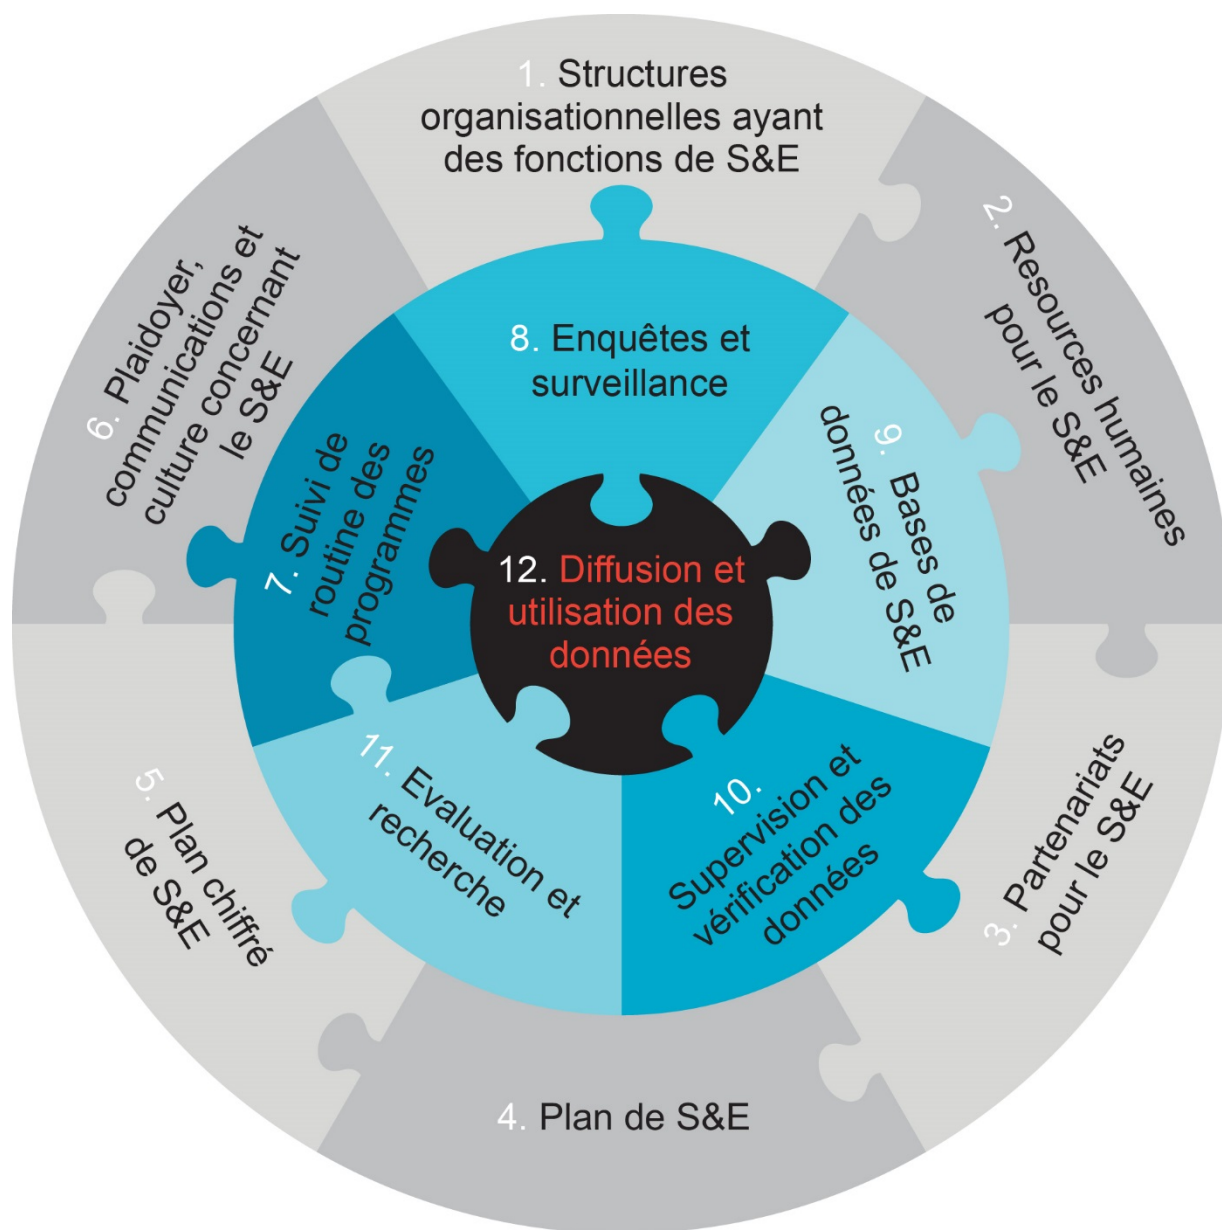 1. Structures
organisationnelles ayant
des fonctions de S&E
2. Resources humaines
pour le S&E
3. Partenariats
pour le S&E
4. Plan de S&E
5. Plan chiffré
de S&E
6. Plaidoyer,
communications et
culture concernant
le S&E
7. Suivi de
routine des
programmes
8. Enquêtes et
surveillance
9. Bases de
données de S&E
10.
Supervision et
vérification des
données
11. Evaluation et
recherche
12. Diffusion et
utilisation des
données